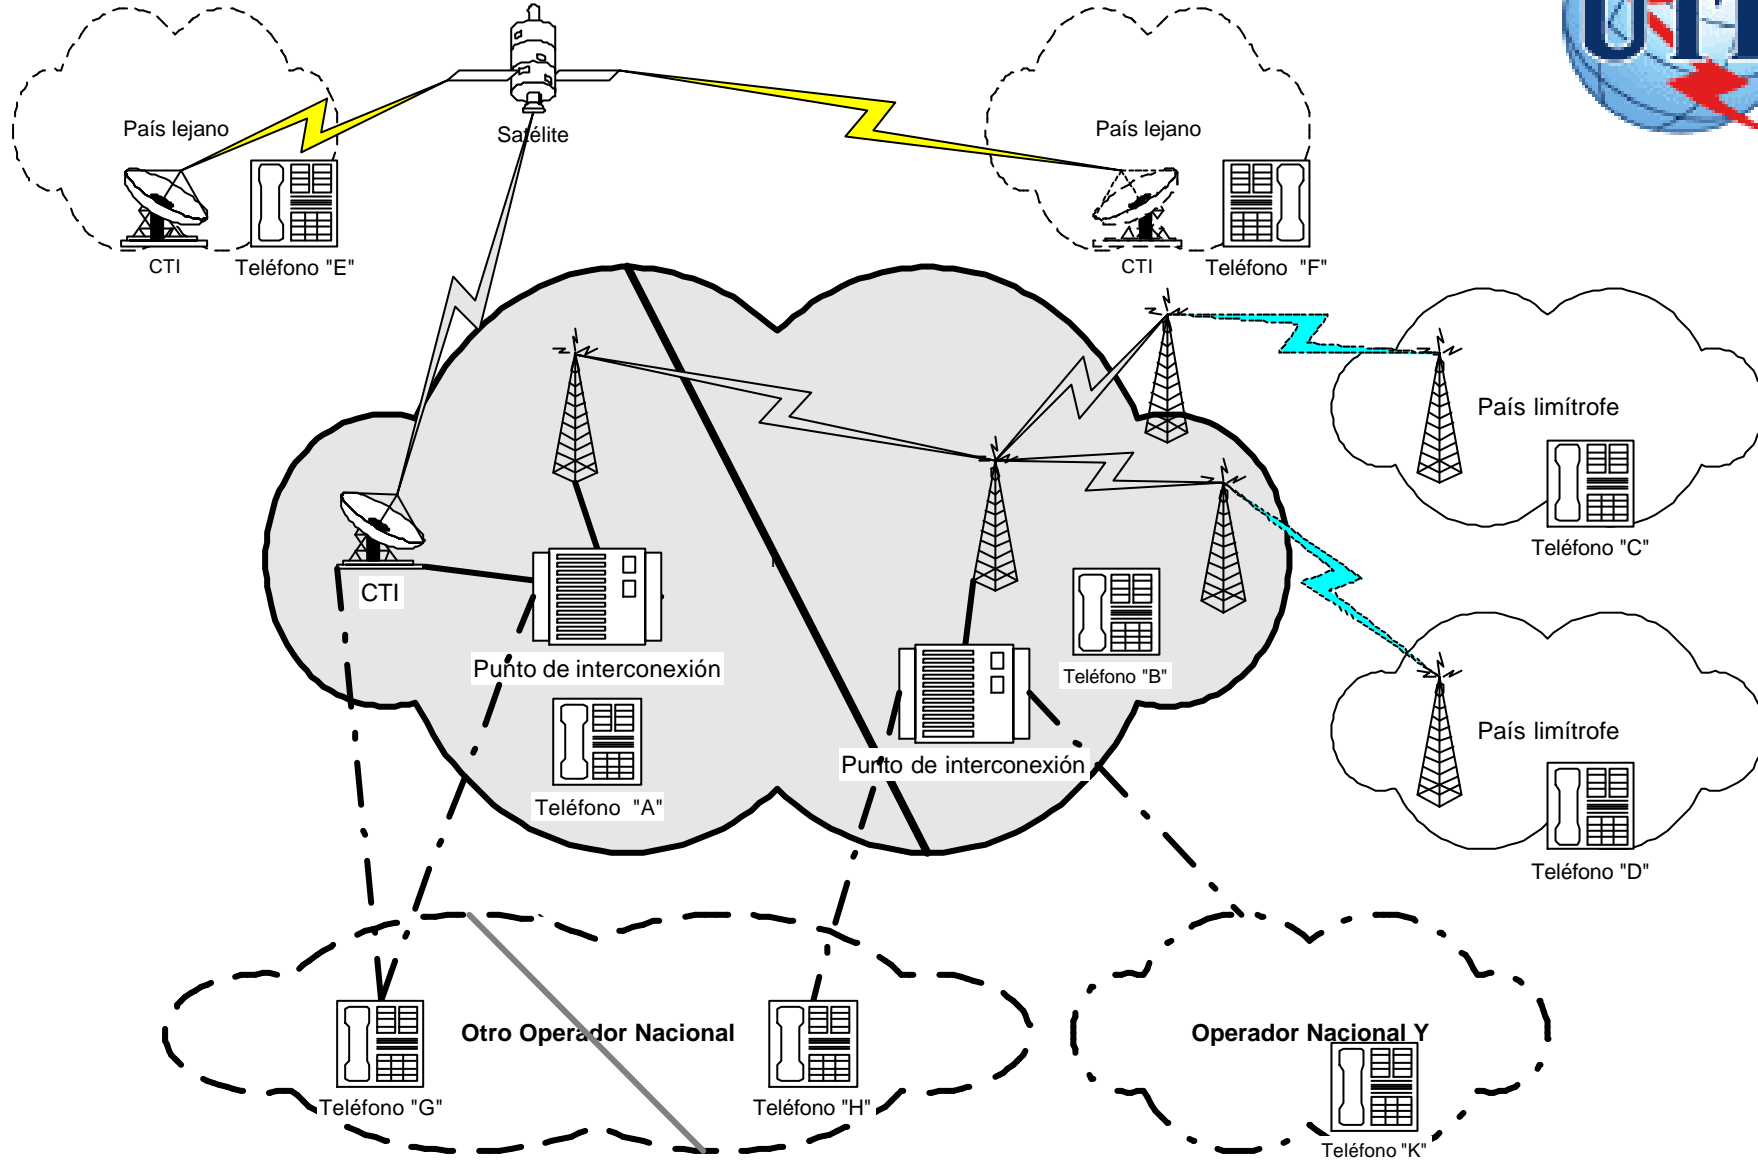 País lejano
CTI
Teléfono "E"
Satélite
País lejano
CTI
Teléfono "F"
País limítrofe
Teléfono "C"
CTI
Punto de interconexión
Teléfono "A"
Teléfono "B"
Punto de interconexión
País limítrofe
Teléfono "D"
Otro Operador Nacional
Teléfono "G"
Teléfono "H"
Operador Nacional Y
Teléfono "K"